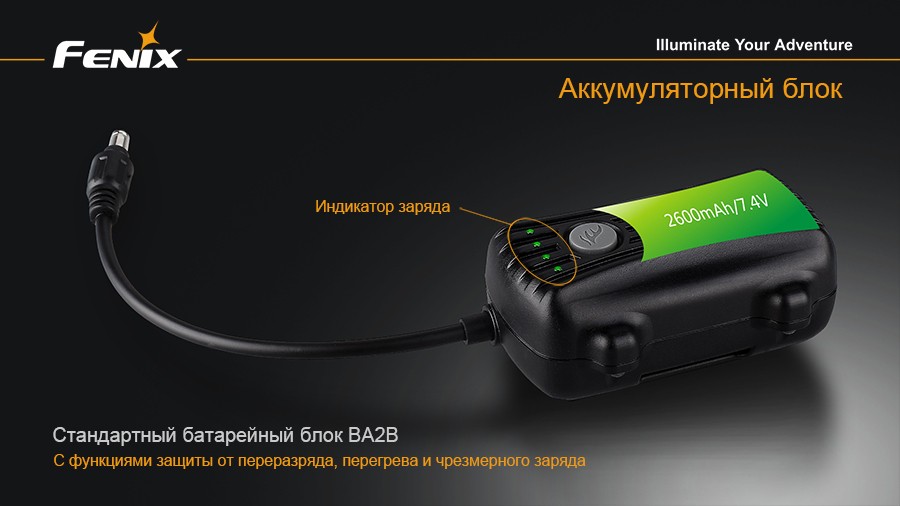 FENIX
Illuminate Your Adventure
Аккумуляторный блок
Индикатор заряда
2600mAh/7.4V
Стандартный батарейный блок BA2B
С функциями защиты от переразряда, перегрева и чрезмерного заряда